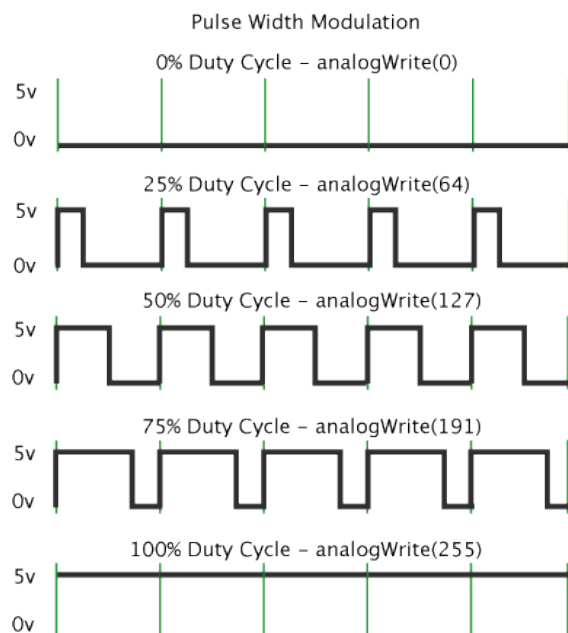 Pulse Width Modulation
0% Duty Cycle – analogWrite(0)
5v
0v
25% Duty Cycle – analogWrite(64)
5v
0v
50% Duty Cycle – analogWrite(127)
5v
0v
75% Duty Cycle – analogWrite(191)
5v
0v
100% Duty Cycle – analogWrite(255)
5v
0v